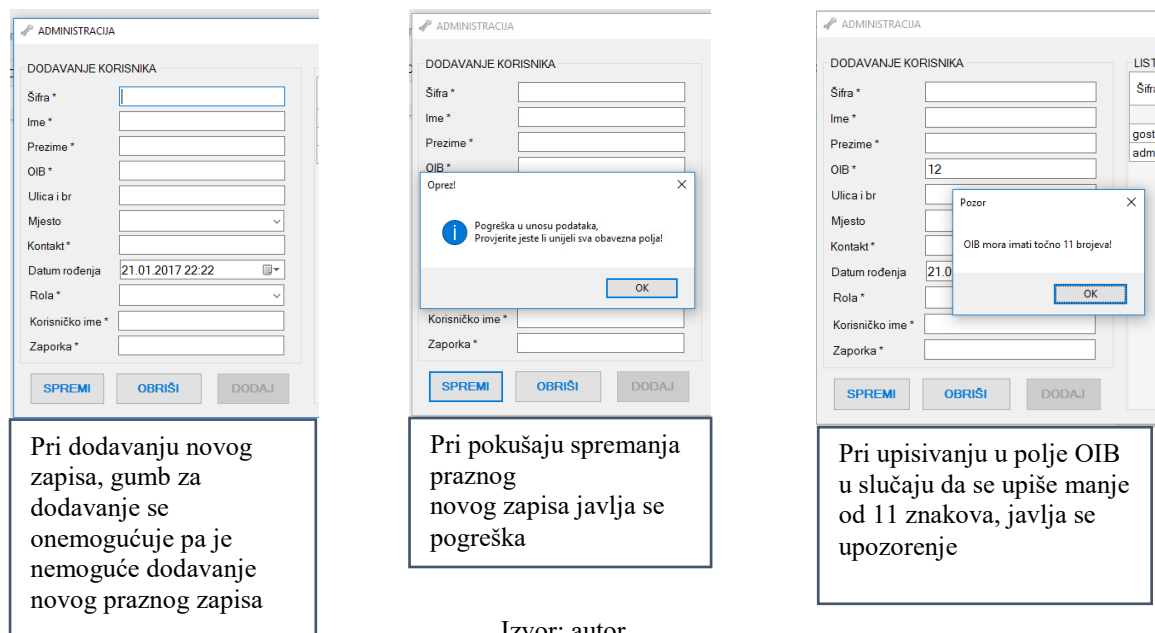 ADMINISTRACIJA
DODAVANJE KORISNIKA
Šifra *
Ime *
Prezime *
OIB *
Ulica i br
Mjesto
Kontakt *
Datum rođenja 21.01.2017 22:22
Rola *
Korisničko ime *
Zaporka *
SPREMI OBRIŠI DODAJ
Pri dodavanju novog
zapisa, gumb za
dodavanje se
onemogućuje pa je
nemoguće dodavanje
novog praznog zapisa
ADMINISTRACIJA
DODAVANJE KORISNIKA
Šifra *
Ime *
Prezime *
OIB *
Oprez!
Pogreška u unosu podataka,
Provjerite jeste li unijeli sva obavezna polja!
OK
Korisničko ime *
Zaporka *
SPREMI OBRIŠI DODAJ
Pri pokušaju spremanja
praznog
novog zapisa javlja se
pogreška
Izvor: autor
ADMINISTRACIJA
DODAVANJE KORISNIKA
Šifra *
Ime *
Prezime *
OIB * 12
Ulica i br
Mjesto
Kontakt *
Datum rođenja 21.0
Rola *
Korisničko ime *
Zaporka *
Pozor
OIB mora imati točno 11 brojeva!
OK
SPREMI OBRIŠI DODAJ
LIST
Šifra
gost
adm
Pri upisivanju u polje OIB
u slučaju da se upiše manje
od 11 znakova, javlja se
upozorenje